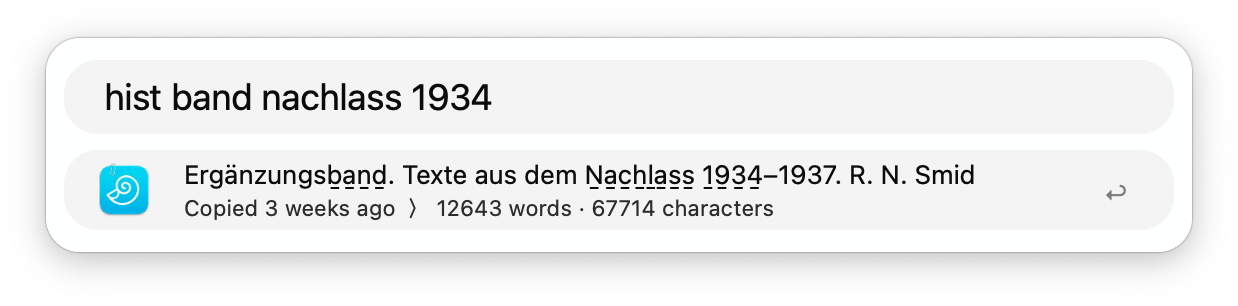 hist band nachlass 1934
Ergänzungsband. Texte aus dem Nachlass 1934–1937. R. N. Smid
Copied 3 weeks ago 〉 12643 words · 67714 characters